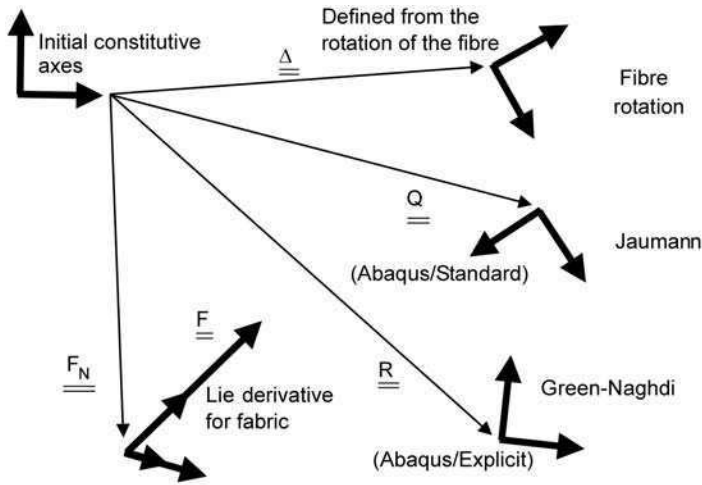 Initial constitutive
axes
Δ
Defined from the
rotation of the fibre
Fibre
rotation
Q
Jaumann
(Abaqus/Standard)
F
F_N
Lie derivative
for fabric
R
Green-Naghdi
(Abaqus/Explicit)